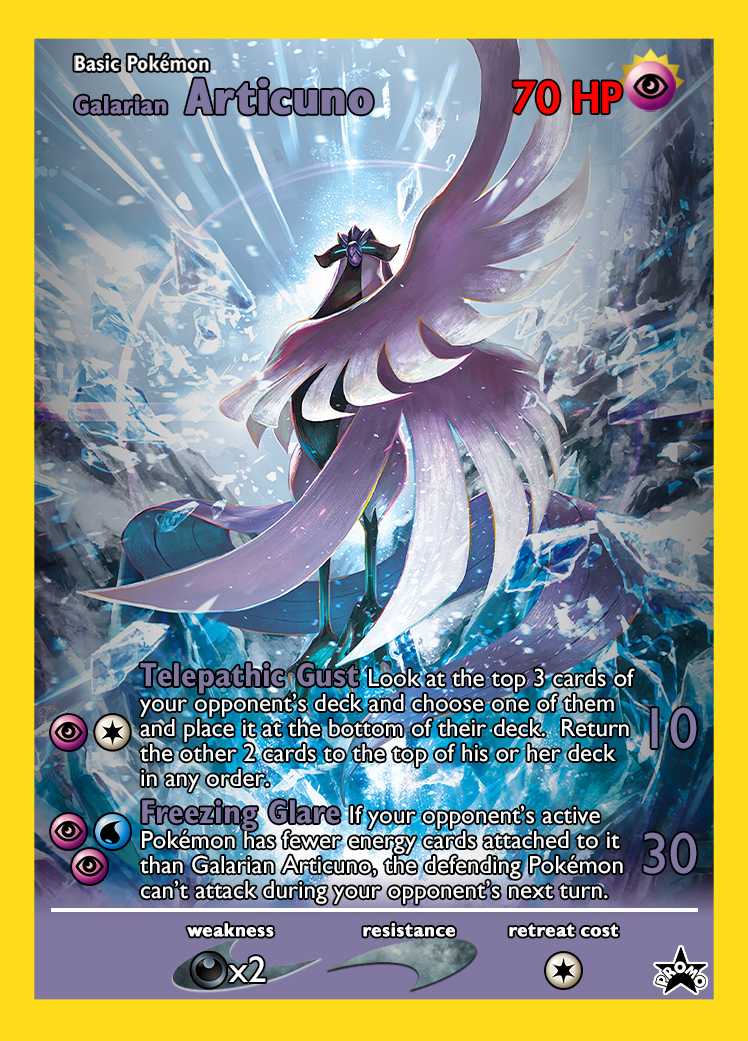 Basic Pokémon
Galarian Articuno 70 HP
Telepathic Gust Look at the top 3 cards of
your opponent's deck and choose one of them
and place it at the bottom of their deck. Return
the other 2 cards to the top of his or her deck
in any order.
10
Freezing Glare If your opponent's active
Pokémon has fewer energy cards attached to it
than Galarian Articuno, the defending Pokémon
can't attack during your opponent's next turn.
30
weakness resistance retreat cost
x2
PROMO